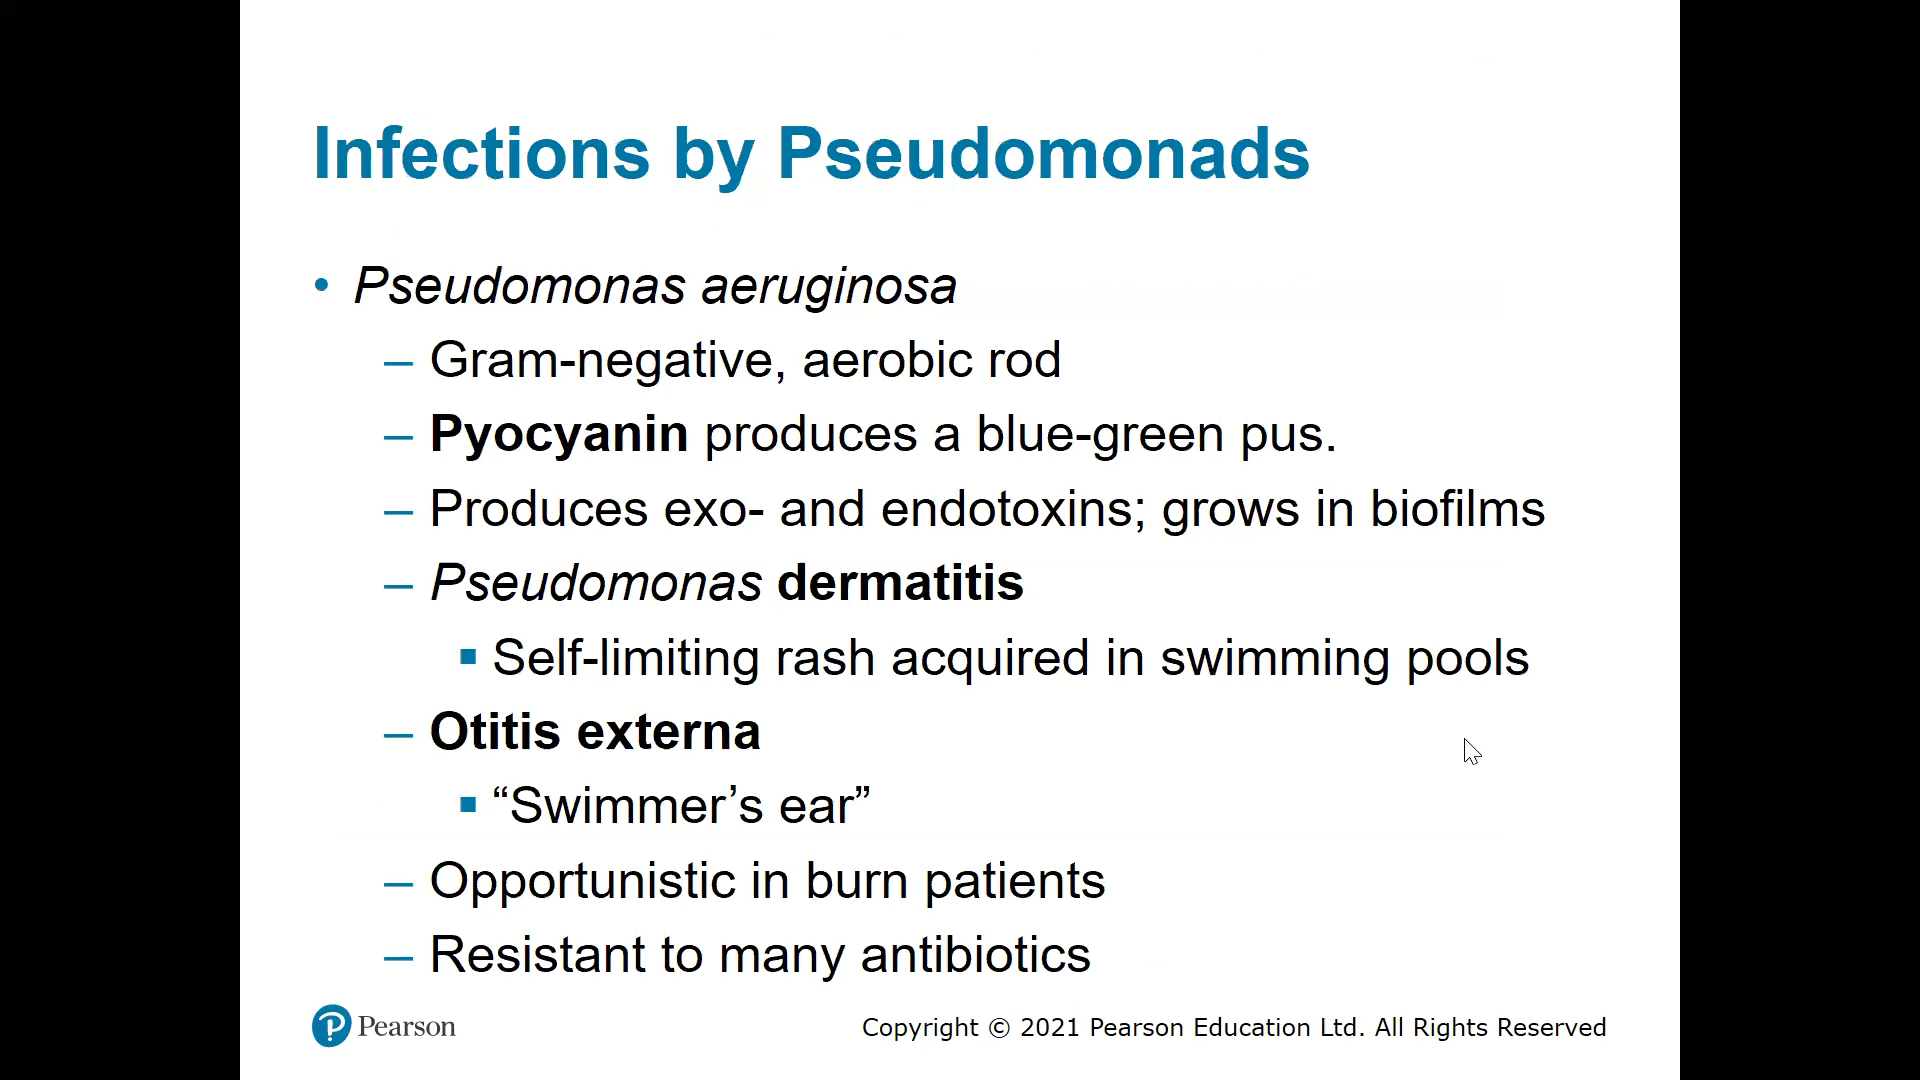 Infections by Pseudomonads
• Pseudomonas aeruginosa
– Gram-negative, aerobic rod
– Pyocyanin produces a blue-green pus.
– Produces exo- and endotoxins; grows in biofilms
– Pseudomonas dermatitis
▪ Self-limiting rash acquired in swimming pools
– Otitis externa
▪ “Swimmer’s ear”
– Opportunistic in burn patients
– Resistant to many antibiotics
Pearson
Copyright © 2021 Pearson Education Ltd. All Rights Reserved